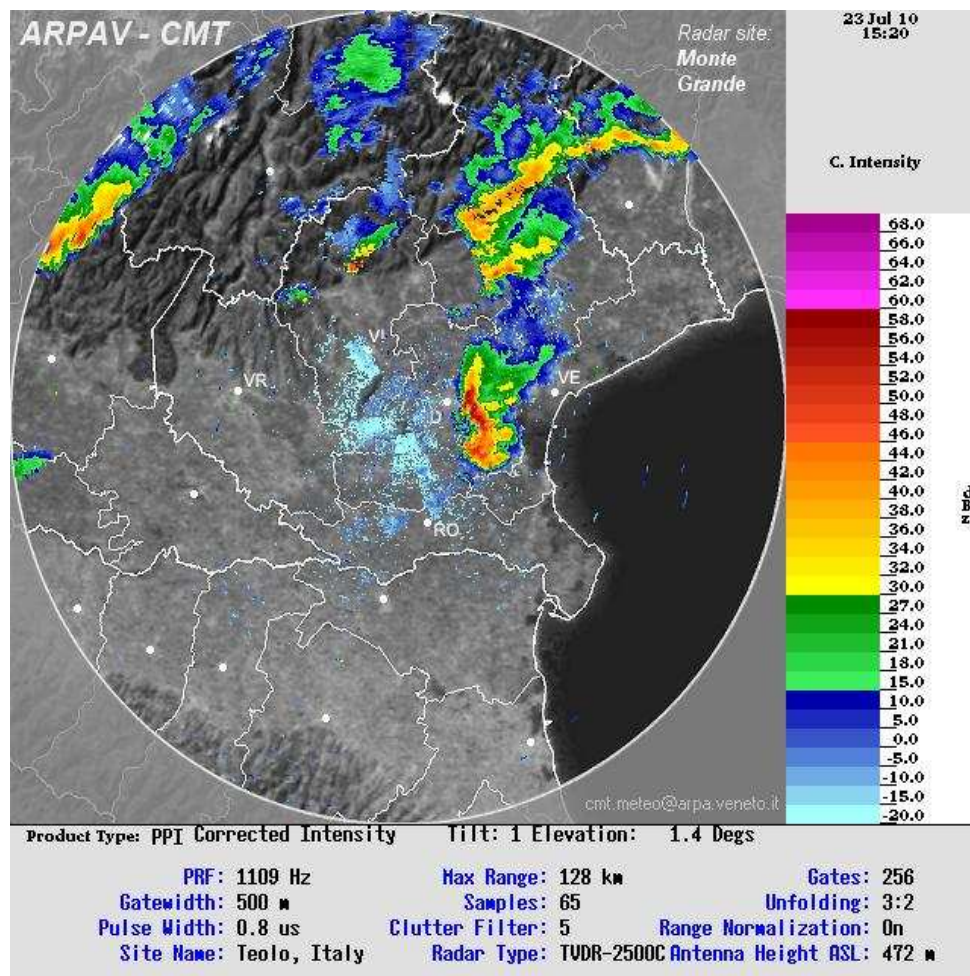 ARPAV - CMT
Radar site:
Monte
Grande
23 Jul 10
15:20
C. Intensity
68.0
66.0
64.0
62.0
60.0
58.0
56.0
54.0
52.0
50.0
48.0
46.0
44.0
42.0
40.0
38.0
36.0
34.0
32.0
30.0
27.0
24.0
21.0
18.0
15.0
10.0
5.0
0.0
-5.0
-10.0
-15.0
-20.0
VI
VR
VE
RO
cmt.meteo@arpa.veneto.it
Product Type: PPI Corrected Intensity Tilt: 1 Elevation: 1.4 Degs
PRF: 1109 Hz Max Range: 128 km Gates: 256
Gatewidth: 500 m Samples: 65 Unfolding: 3:2
Pulse Width: 0.8 us Clutter Filter: 5 Range Normalization: On
Site Name: Teolo, Italy Radar Type: TVDR-2500C Antenna Height ASL: 472 m